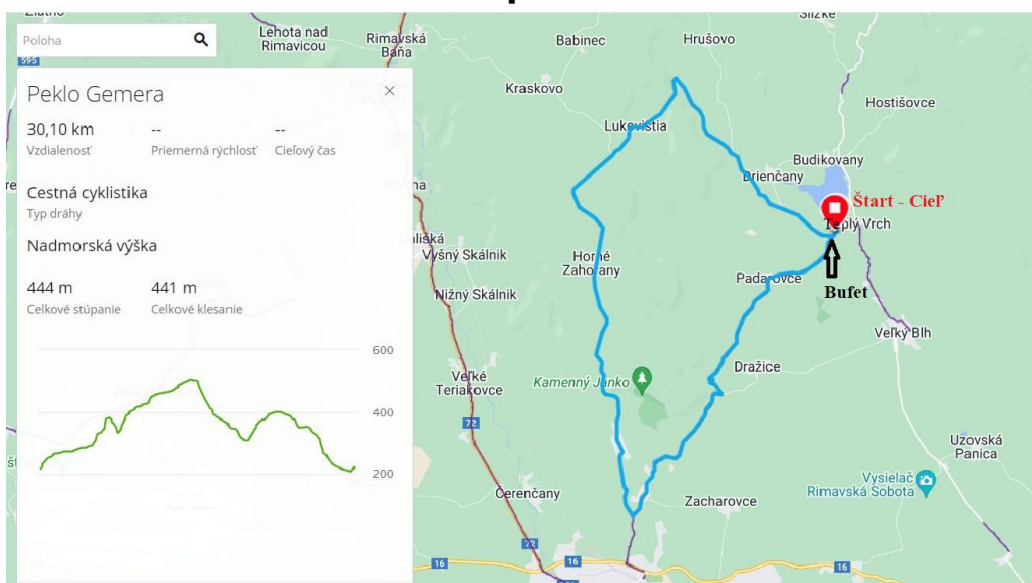 Poloha
595
Peklo Gemera
30,10 km
--
--
Vzdialenosť
Priemerná rýchlosť
Cieľový čas
Cestná cyklistika
Typ dráhy
Nadmorská výška
444 m
441 m
Celkové stúpanie
Celkové klesanie
600
400
200
Lehota nad
Rimavicou
Rimavská
Baňa
Babinec
Hrušovo
Kraskovo
Hostišovce
Lukovištia
Budikovany
Drienčany
Štart - Cieľ
Teplý Vrch
Vyšný Skálnik
Horné
Zahorany
Padarovce
Bufet
Nižný Skálnik
Veľký Blh
Dražice
Veľké
Teriakovce
Kamenný Janko
72
Uzovská
Panica
Vysielač
Rimavská Sobota
Čerenčany
Zacharovce
72
16
16
16